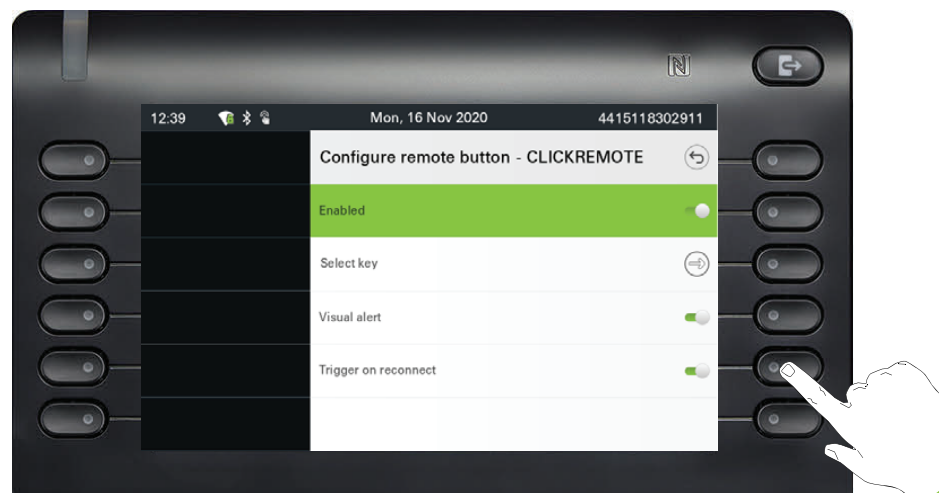 12:39 Mon, 16 Nov 2020 4415118302911
Configure remote button - CLICKREMOTE
Enabled
Select key
Visual alert
Trigger on reconnect